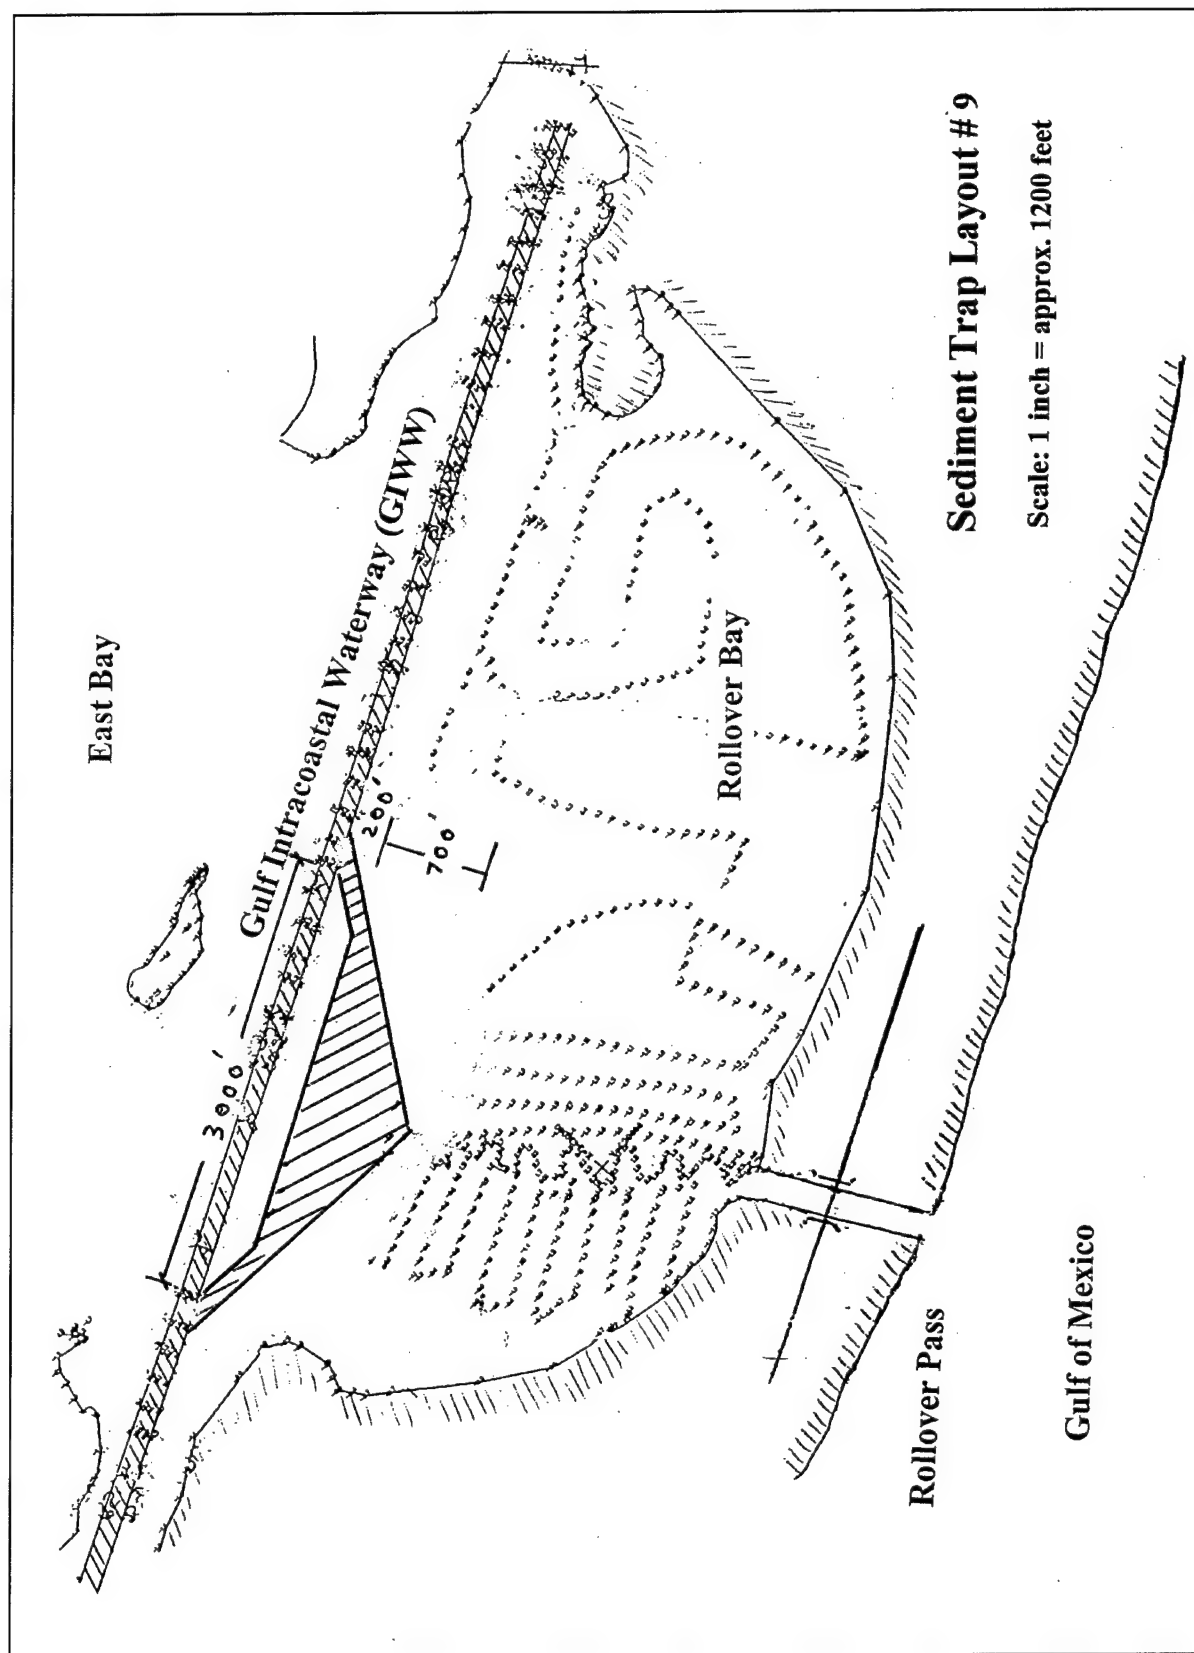 East Bay
Gulf Intracoastal Waterway (GIWW)
3000'
200'
700'
Rollover Bay
Sediment Trap Layout # 9
Scale: 1 inch = approx. 1200 feet
Rollover Pass
Gulf of Mexico